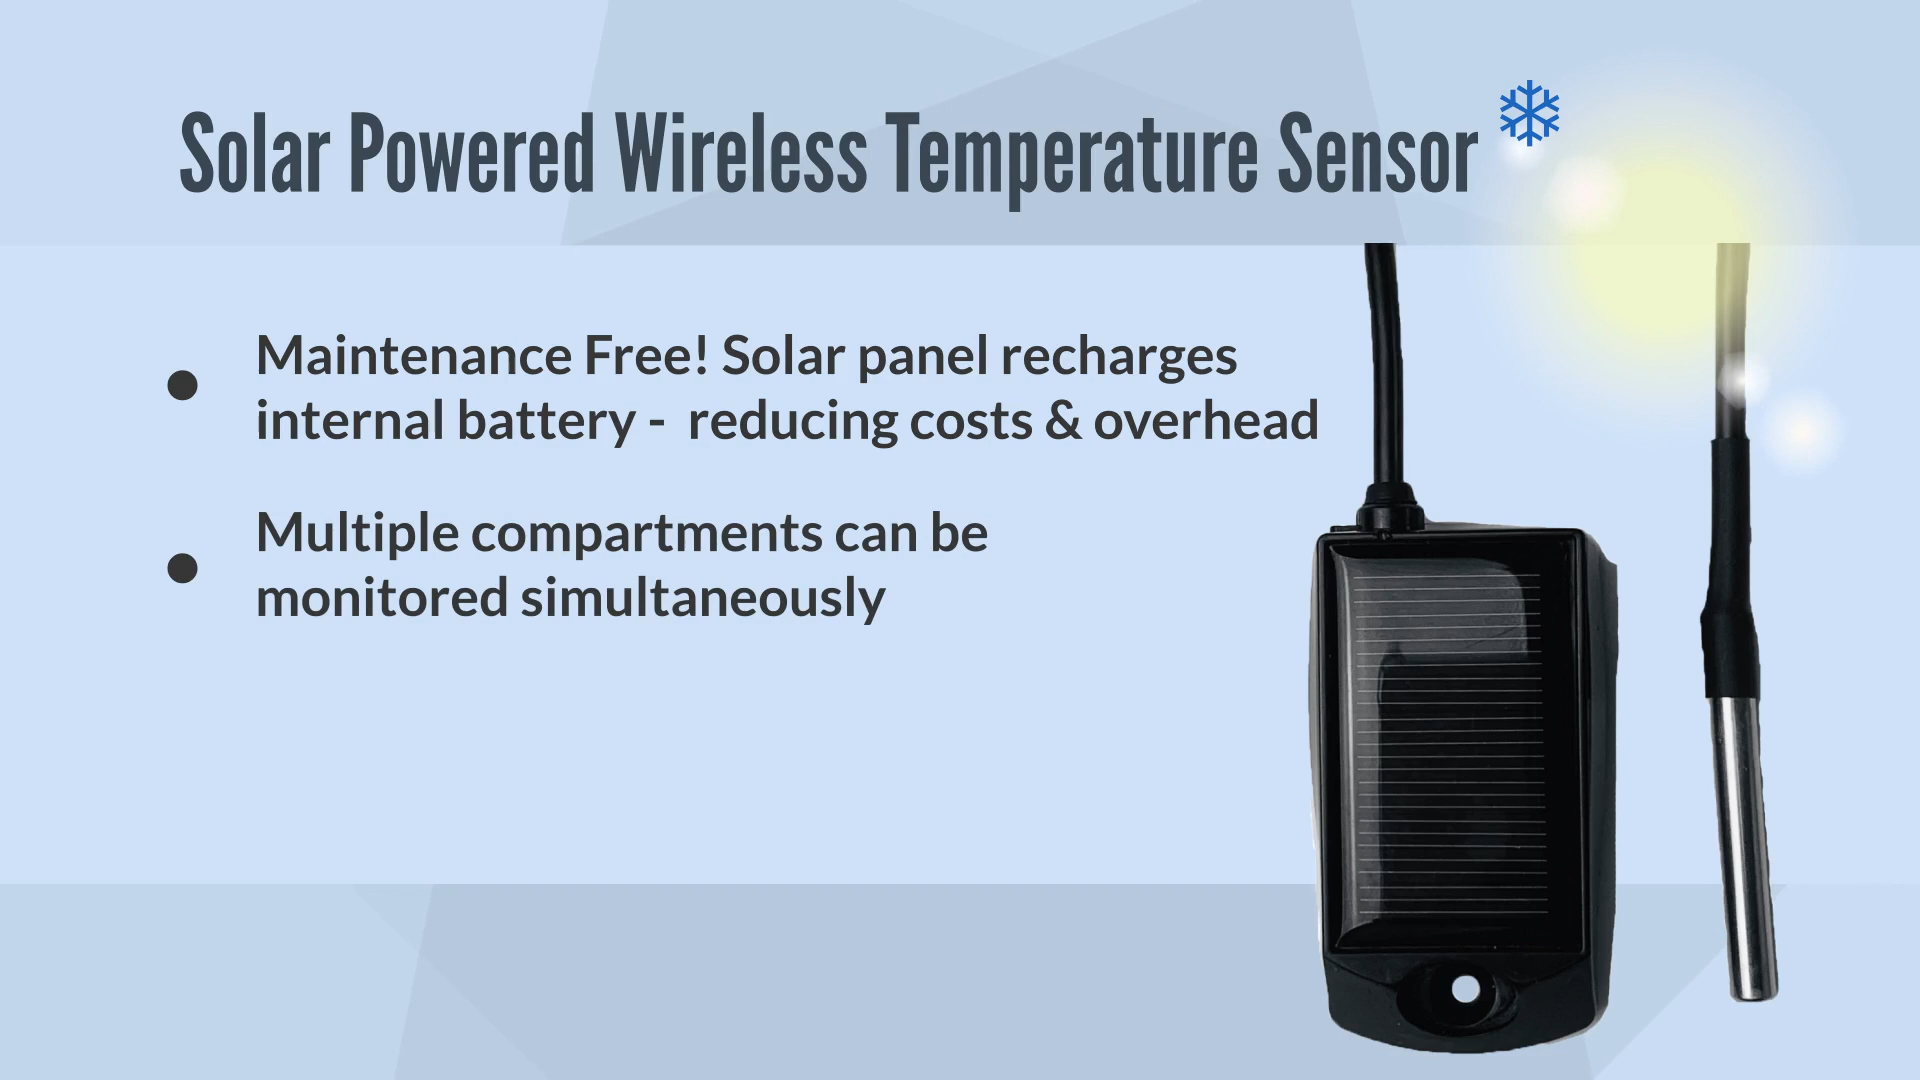 Solar Powered Wireless Temperature Sensor
Maintenance Free! Solar panel recharges
internal battery -  reducing costs & overhead
Multiple compartments can be
monitored simultaneously